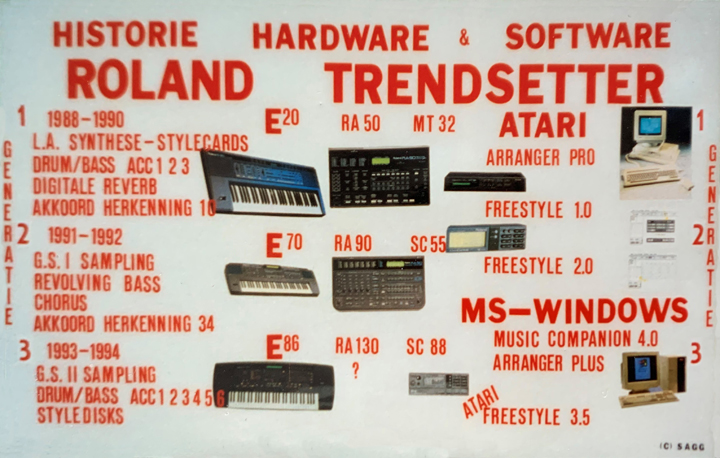 HISTORIE HARDWARE & SOFTWARE
ROLAND TRENDSETTER
GENERATIE
1 1988-1990
L.A. SYNTHESE-STYLECARDS
DRUM/BASS ACC 1 2 3
DIGITALE REVERB
AKKOORD HERKENNING 16
E20 RA 50 MT 32
2 1991-1992
G.S. I SAMPLING
REVOLVING BASS
CHORUS
AKKOORD HERKENNING 34
E70 RA 90 SC 55
3 1993-1994
G.S. II SAMPLING
DRUM/BASS ACC 1 2 3 4 5 6
STYLEDISKS
E86 RA 130 SC 88
?
ATARI 1
ARRANGER PRO
FREESTYLE 1.0
2
FREESTYLE 2.0
MS-WINDOWS
MUSIC COMPANION 4.0
ARRANGER PLUS 3
ATARI
FREESTYLE 3.5
GENERATIE
(C) SAGG